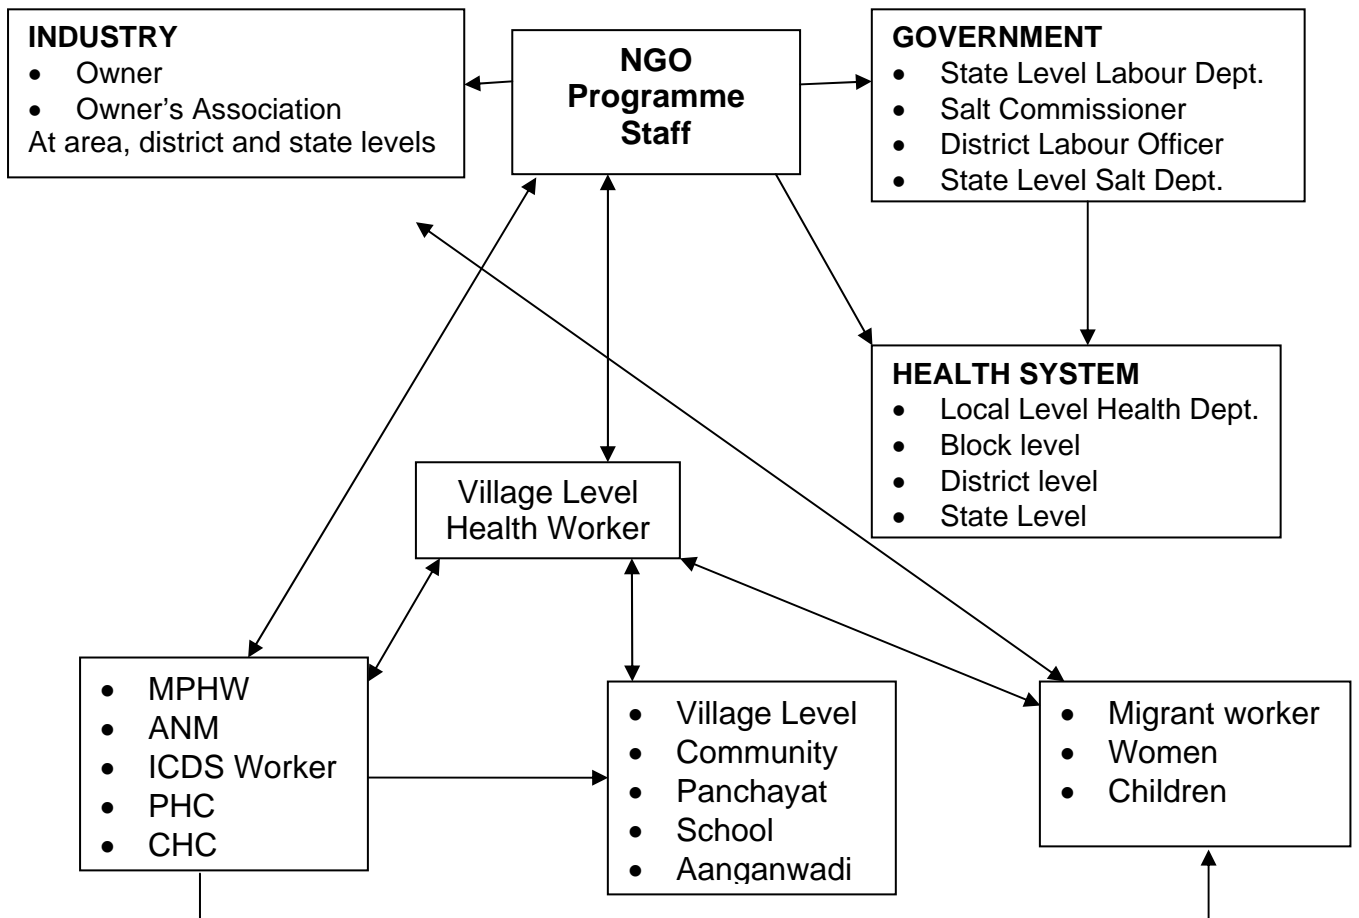 INDUSTRY
• Owner
• Owner's Association
At area, district and state levels
NGO
Programme
Staff
GOVERNMENT
• State Level Labour Dept.
• Salt Commissioner
• District Labour Officer
• State Level Salt Dept.
HEALTH SYSTEM
• Local Level Health Dept.
• Block level
• District level
• State Level
Village Level
Health Worker
• MPHW
• ANM
• ICDS Worker
• PHC
• CHC
• Village Level
• Community
• Panchayat
• School
• Aanganwadi
• Migrant worker
• Women
• Children